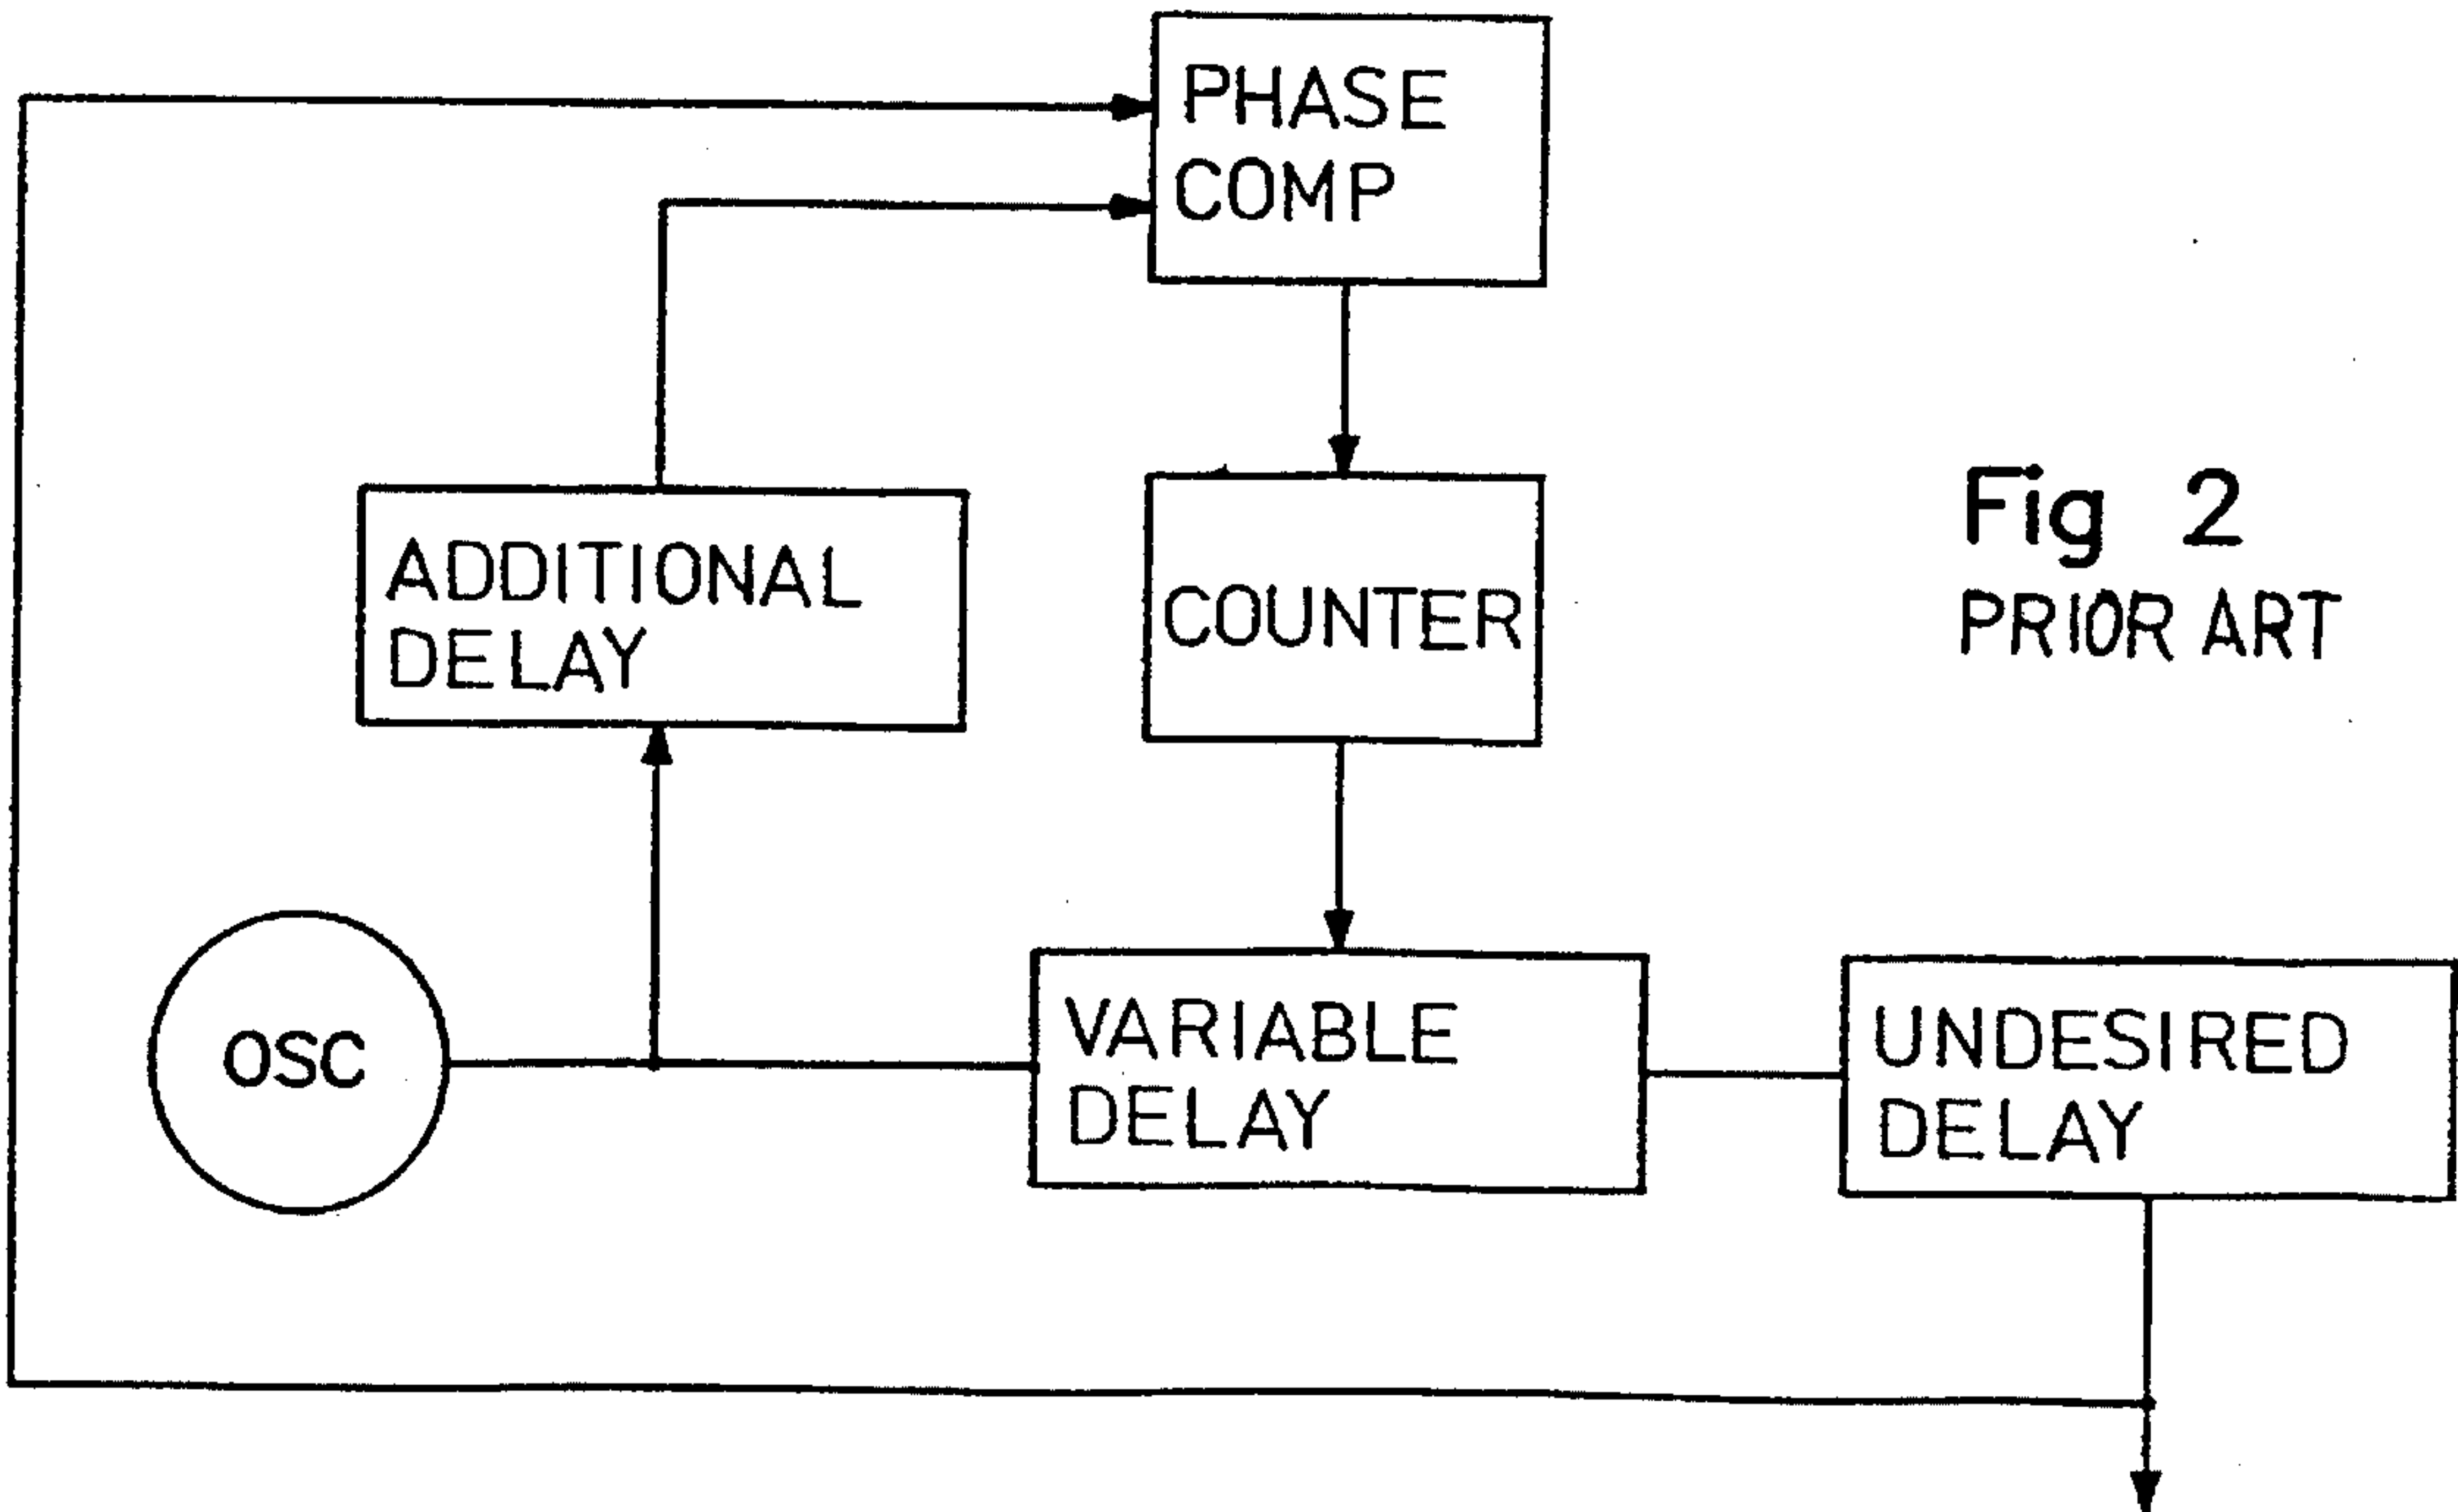 PHASE
COMP
ADDITIONAL
DELAY
COUNTER
Fig 2
PRIOR ART
OSC
VARIABLE
DELAY
UNDESIRED
DELAY